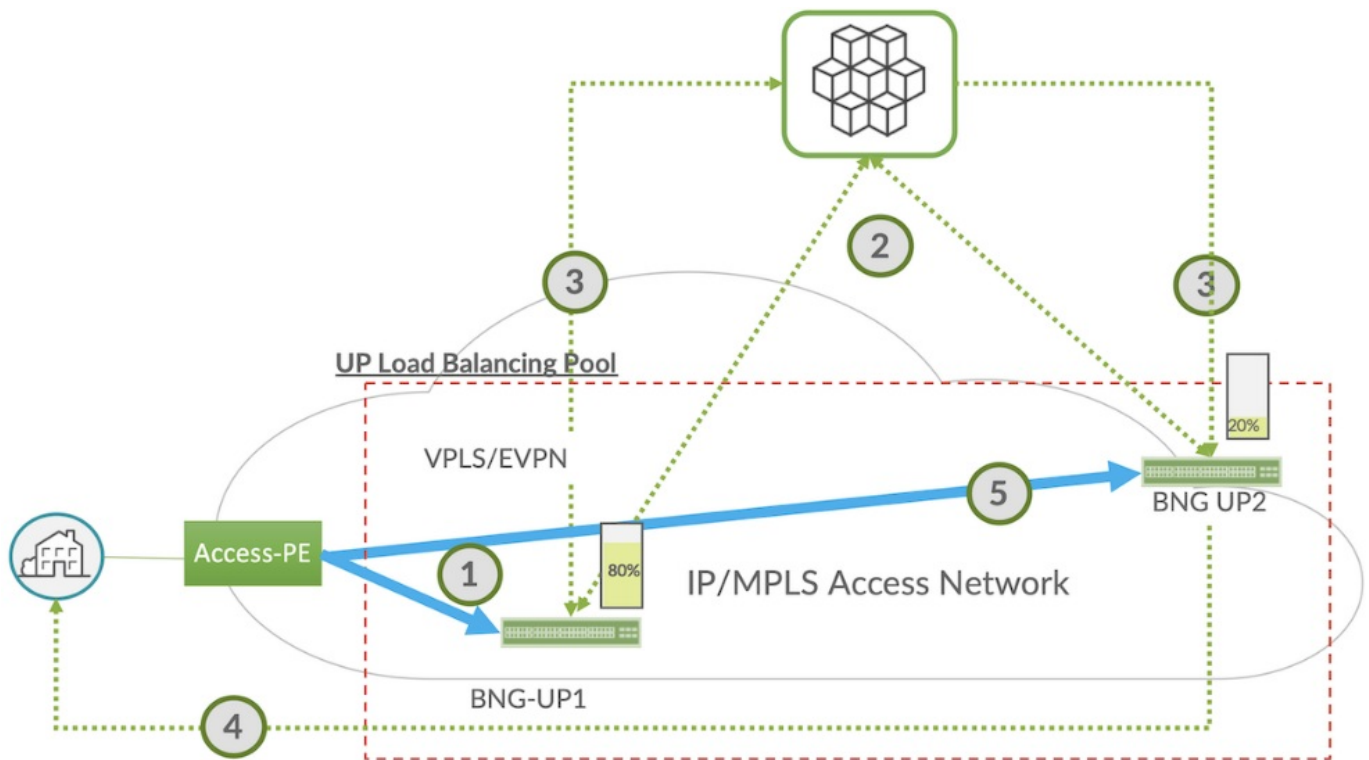 2
3
3
UP Load Balancing Pool
20%
VPLS/EVPN
5
BNG UP2
Access-PE
1
80%
IP/MPLS Access Network
BNG-UP1
4